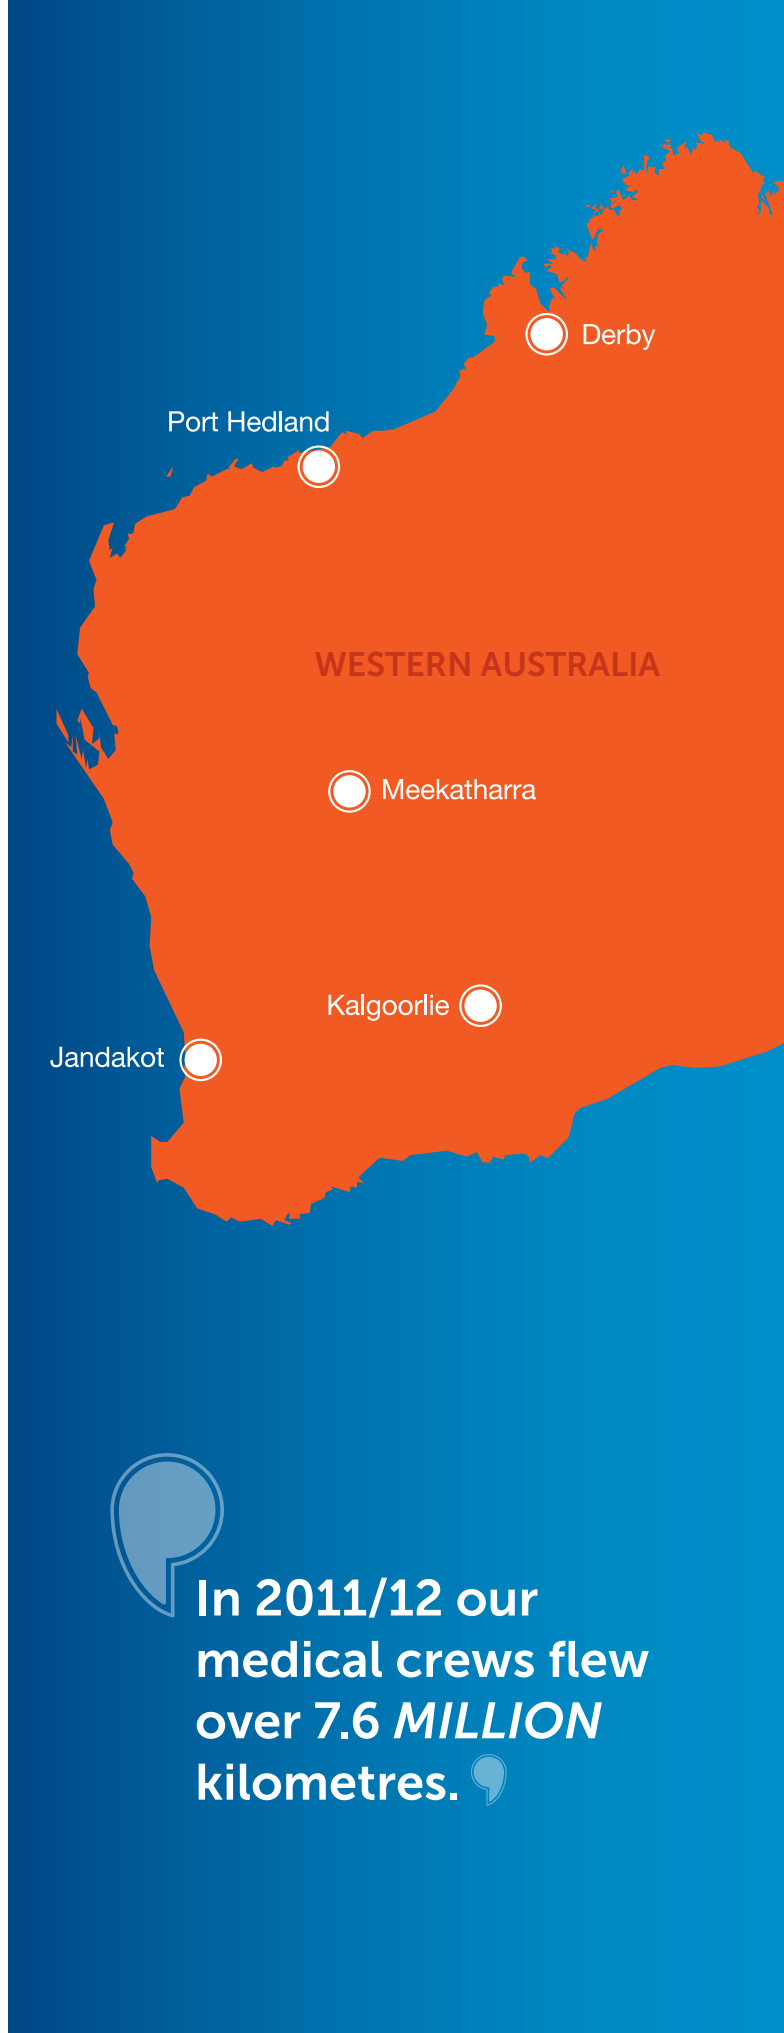 Derby
Port Hedland
WESTERN AUSTRALIA
Meekatharra
Kalgoorlie
Jandakot
In 2011/12 our
medical crews flew
over 7.6 MILLION
kilometres.